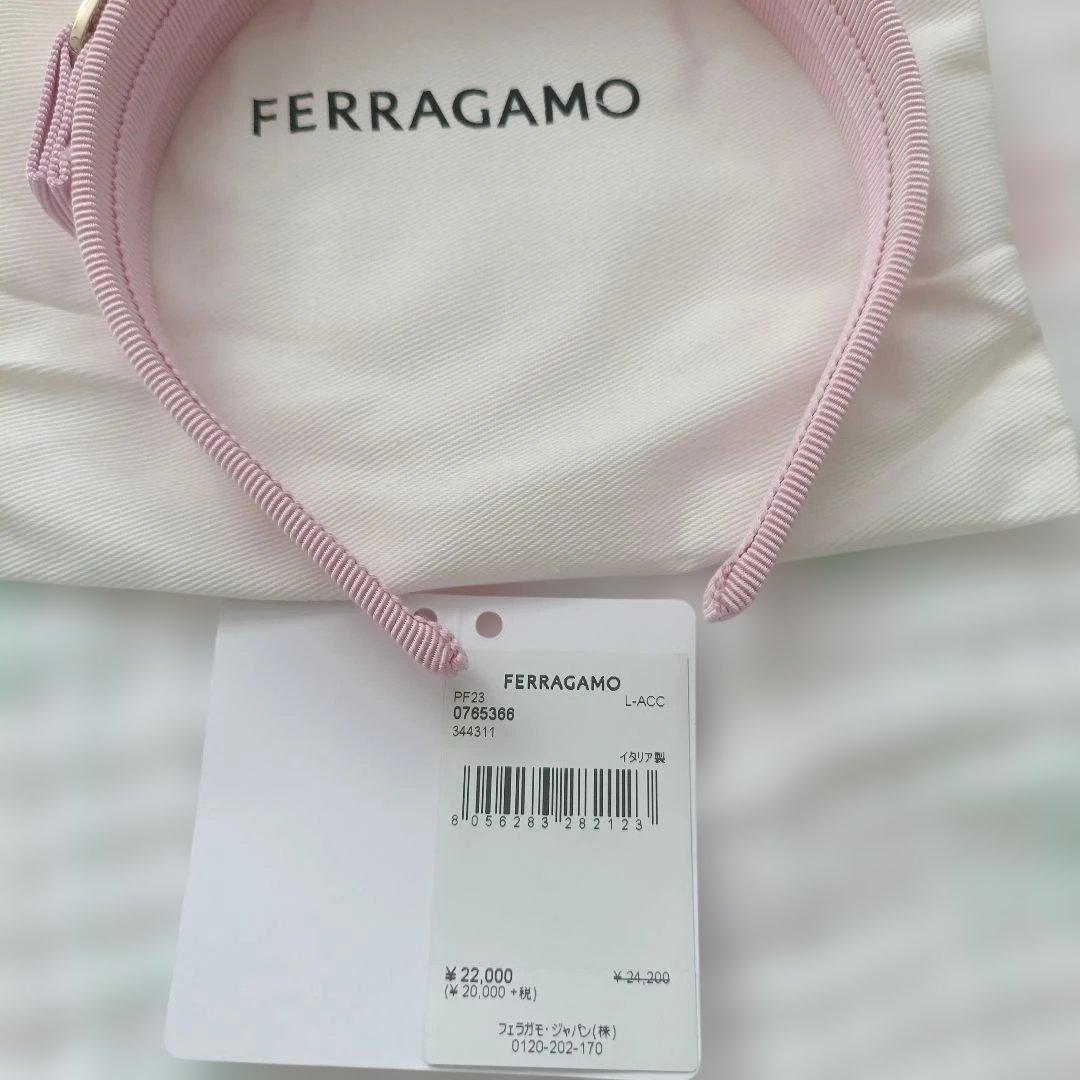 FERRAGAMO
FERRAGAMO
PF23 L-ACC
0765366
344311
イタリア製
8 056283 282123
¥ 22,000 ¥ 24,200
(¥ 20,000 +税)
フェラガモ・ジャパン(株)
0120-202-170